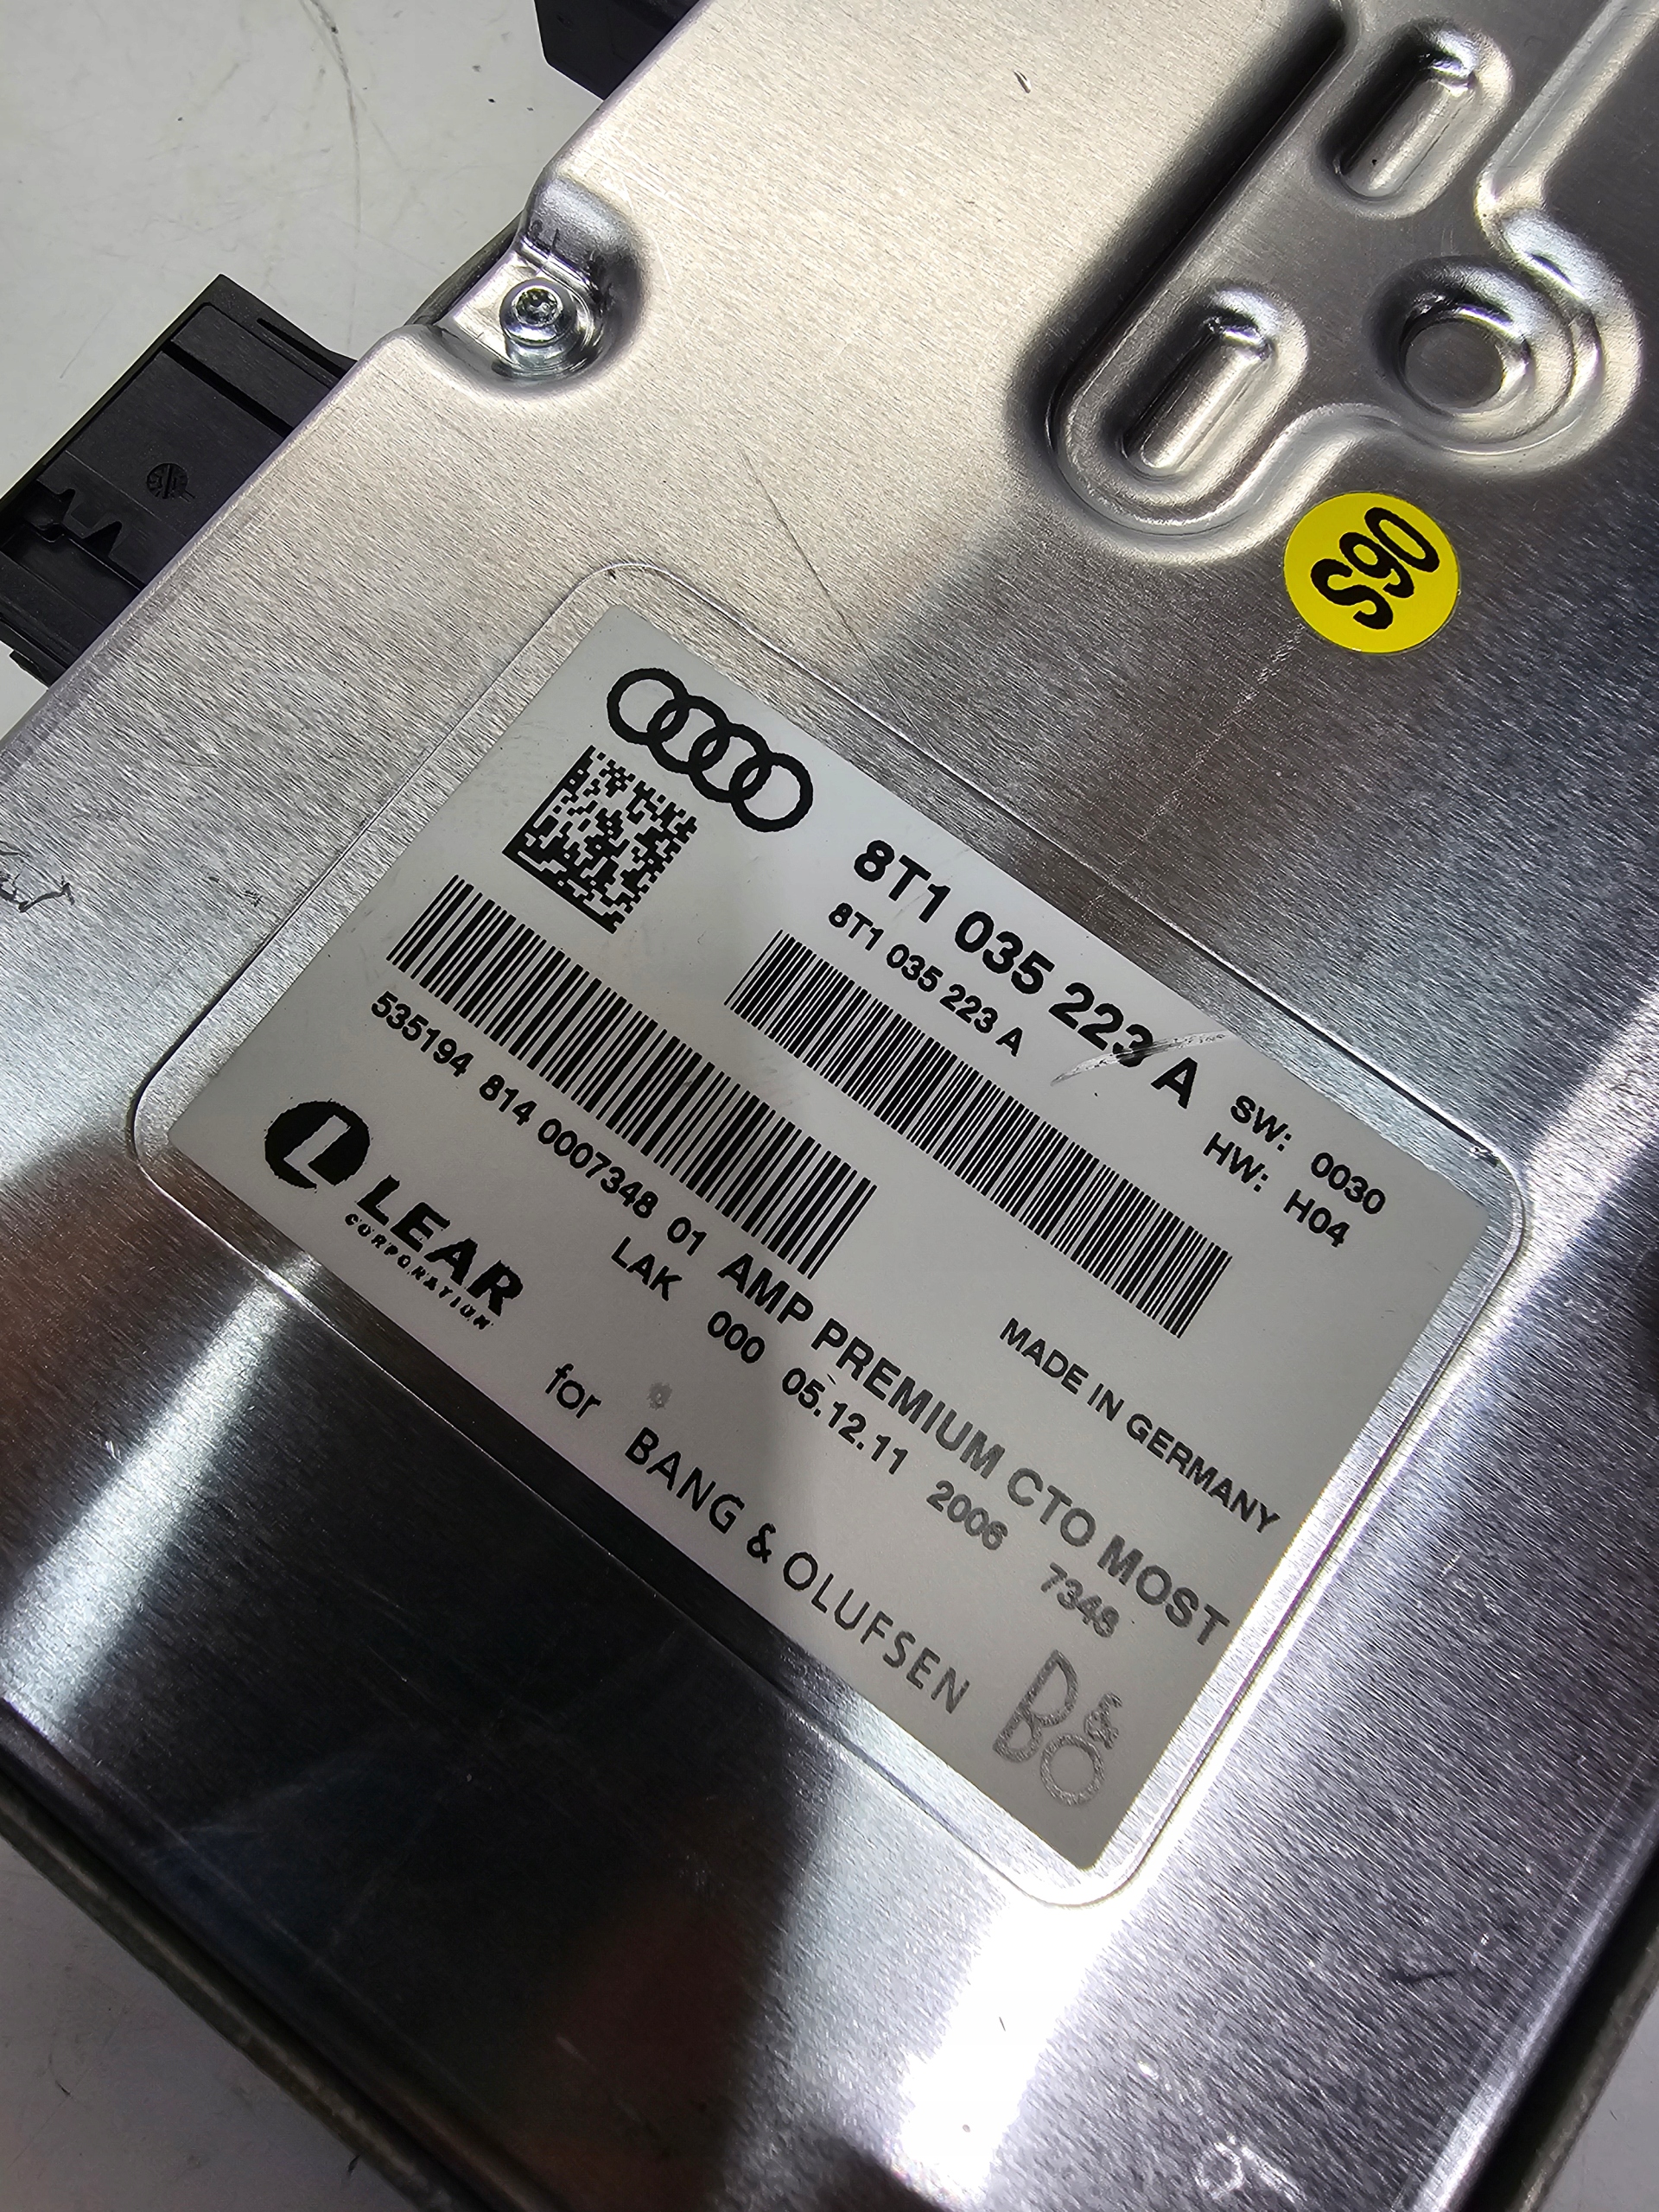 S90
8T1 035 223 A
SW: 0030
8T1 035 223 A
HW: H04
535194 814 0007348 01
MADE IN GERMANY
AMP PREMIUM CTO MOST
LAK 000 05.12.11 2006 7348
LEAR
CORPORATION
for BANG & OLUFSEN
B&O